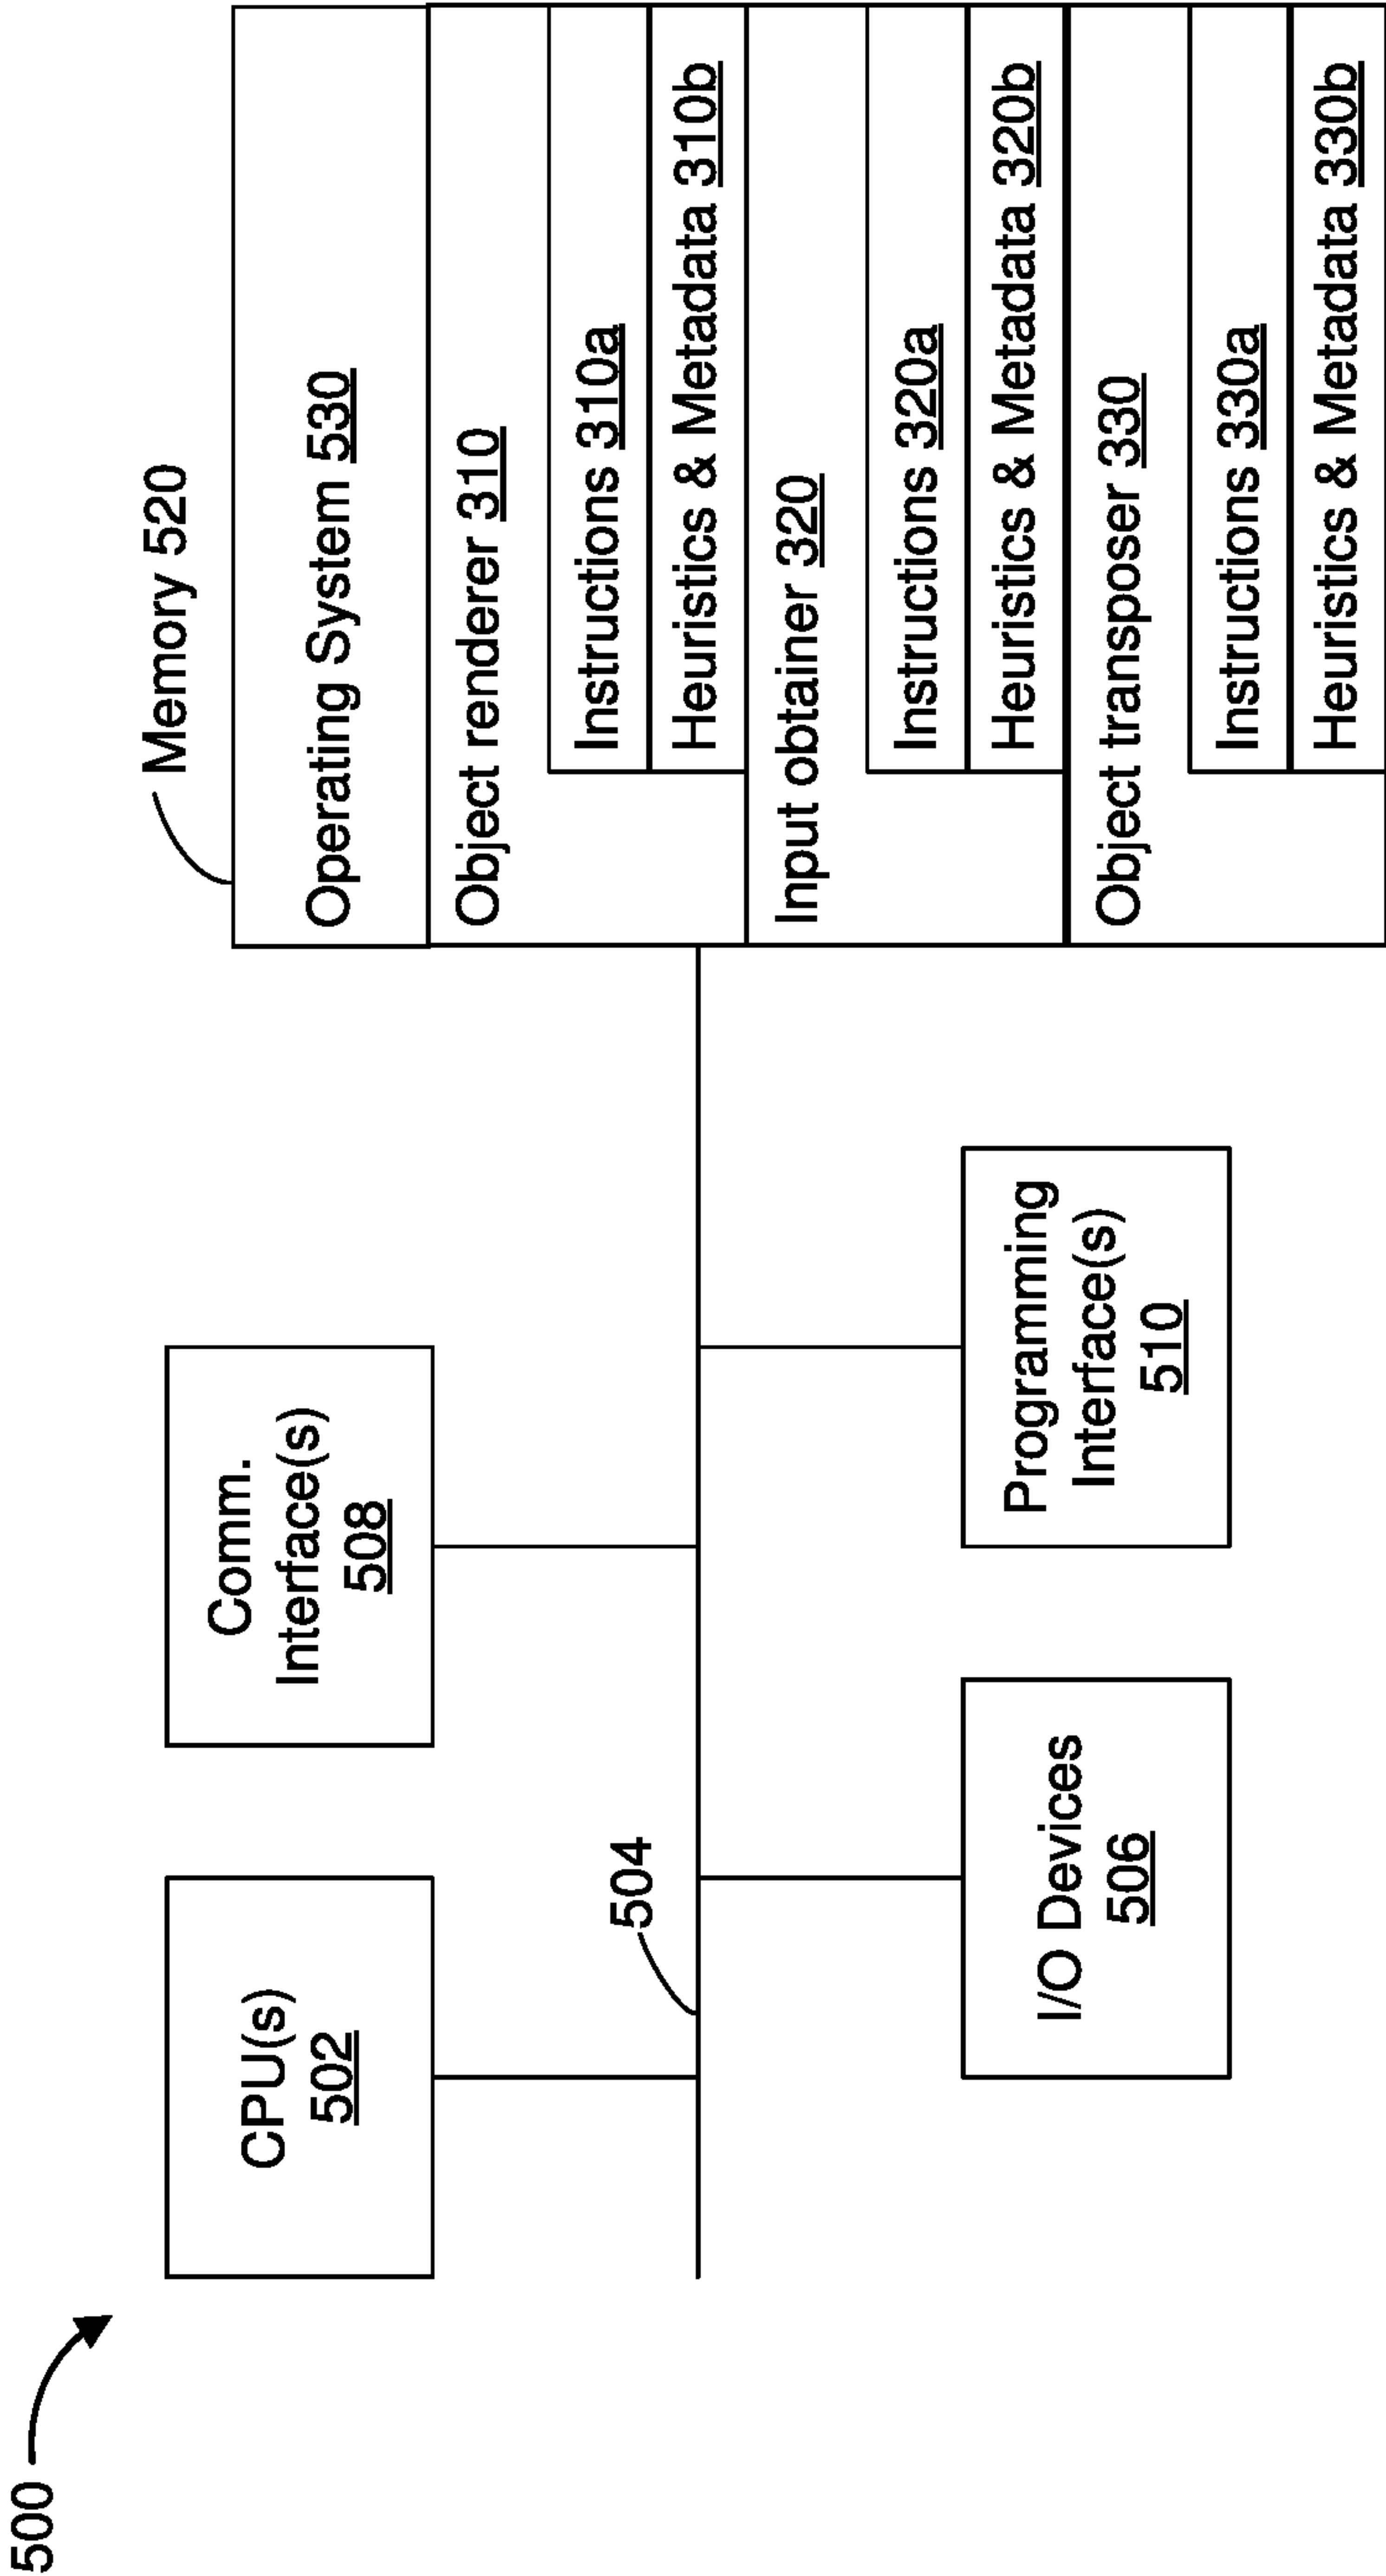 500
CPU(s)
502
Comm.
Interface(s)
508
504
I/O Devices
506
Programming
Interface(s)
510
Memory 520
Operating System 530
Object renderer 310
Instructions 310a
Heuristics & Metadata 310b
Input obtainer 320
Instructions 320a
Heuristics & Metadata 320b
Object transposer 330
Instructions 330a
Heuristics & Metadata 330b